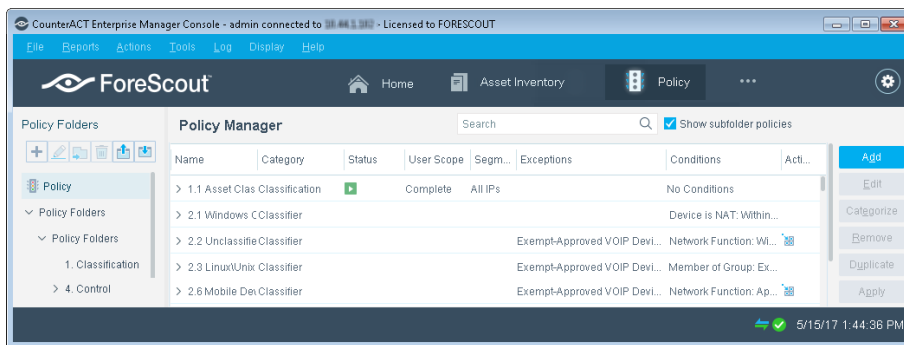 CounterACT Enterprise Manager Console - admin connected to - Licensed to FORESCOUT
File Reports Actions Tools Log Display Help
ForeScout Home Asset Inventory Policy
Policy Folders
Policy Manager Search Show subfolder policies
Name Category Status User Scope Segm... Exceptions Conditions Acti...
Add
Policy
> 1.1 Asset Clas Classification Complete All IPs No Conditions
Edit
Policy Folders
> 2.1 Windows C Classifier Device is NAT: Within...
Categorize
Policy Folders
> 2.2 Unclassifie Classifier Exempt-Approved VOIP Devi... Network Function: Wi...
Remove
1. Classification
> 2.3 Linux\Unix Classifier Exempt-Approved VOIP Devi... Member of Group: Ex...
Duplicate
> 4. Control
> 2.6 Mobile Dev Classifier Exempt-Approved VOIP Devi... Network Function: Ap...
Apply
5/15/17 1:44:36 PM